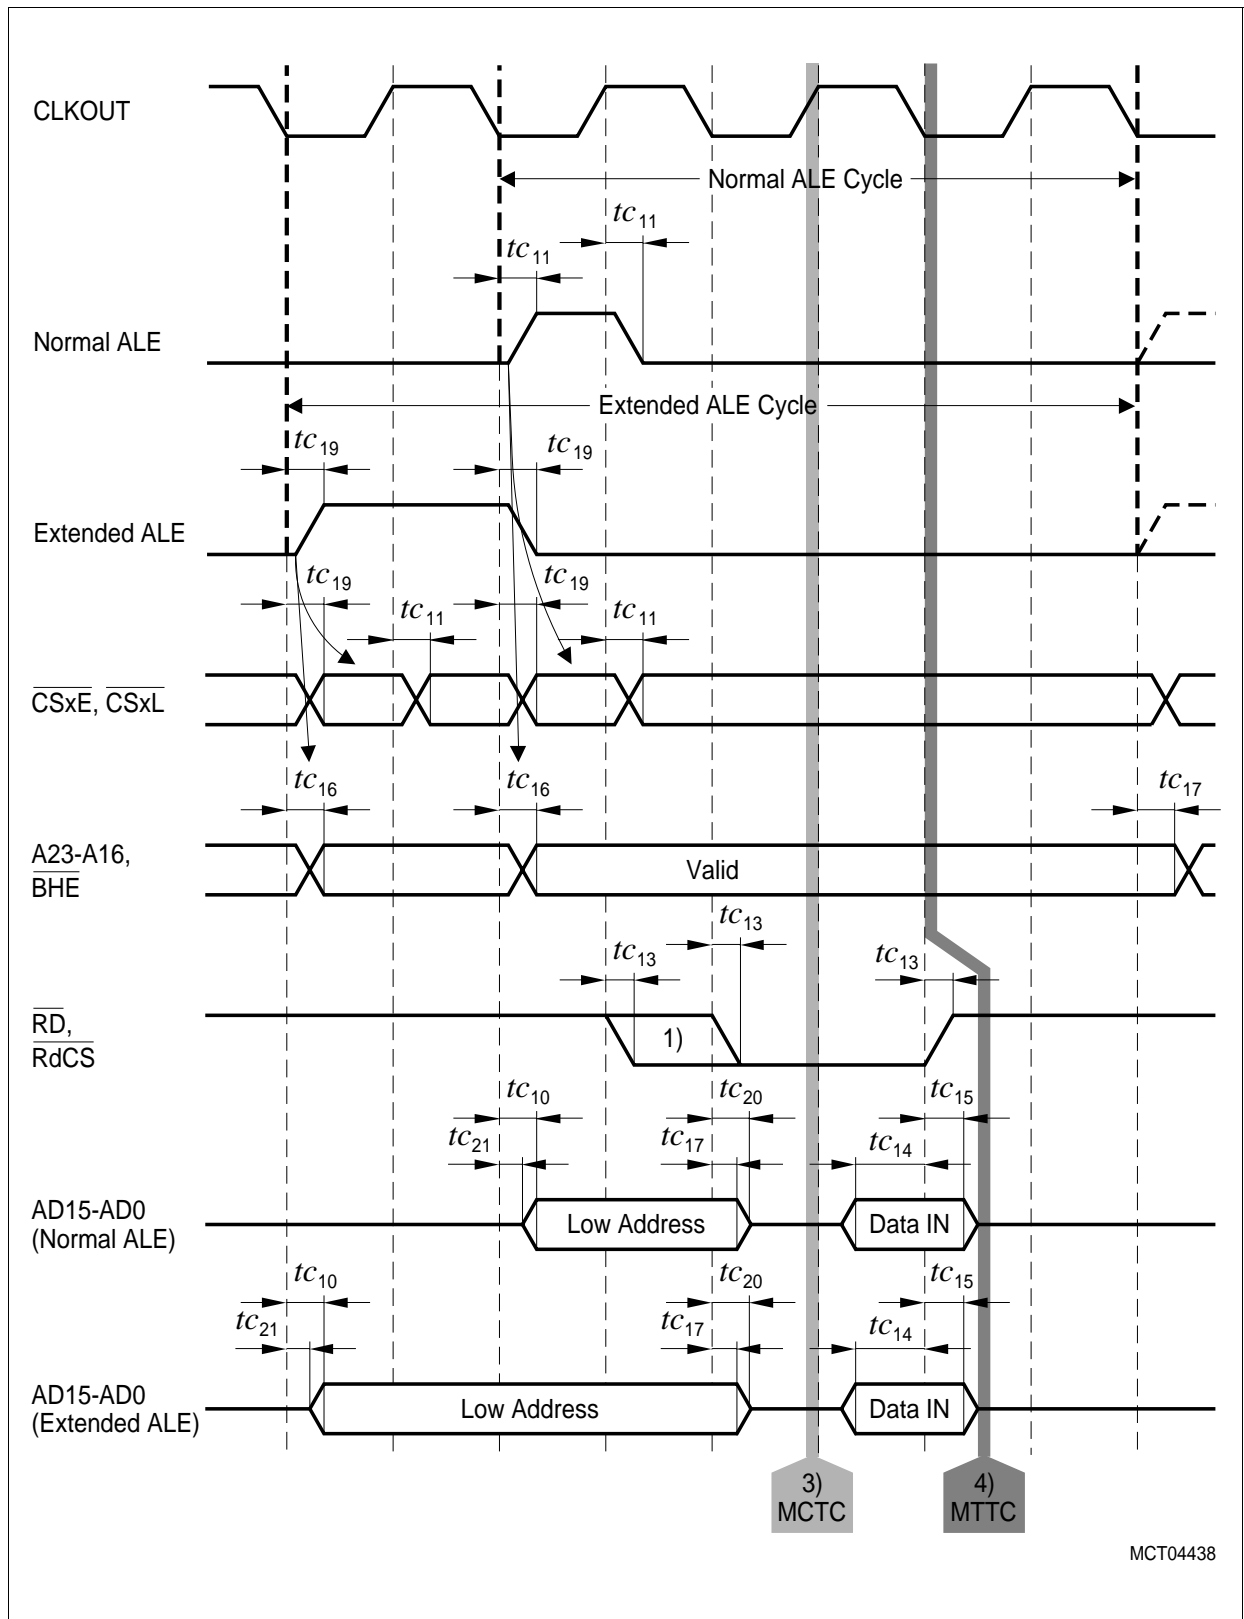 CLKOUT
Normal ALE Cycle
tc11
tc11
Normal ALE
Extended ALE Cycle
tc19
tc19
Extended ALE
tc19
tc19
tc11
tc11
CSxE, CSxL
tc16
tc16
tc17
A23-A16,
BHE
Valid
tc13
tc13
tc13
RD,
RdCS
1)
tc10
tc20
tc15
tc21
tc17
tc14
AD15-AD0
(Normal ALE)
Low Address
Data IN
tc10
tc20
tc15
tc21
tc17
tc14
AD15-AD0
(Extended ALE)
Low Address
Data IN
3)
MCTC
4)
MTTC
MCT04438